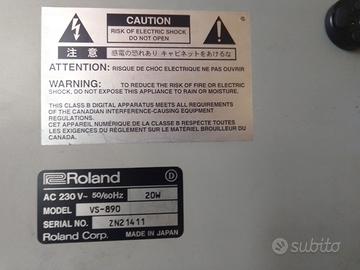 CAUTION
RISK OF ELECTRIC SHOCK
DO NOT OPEN
注意
感電の恐れあり キャビネットをあけるな
ATTENTION: RISQUE DE CHOC ELECTRIQUE NE PAS OUVRIR
WARNING: TO REDUCE THE RISK OF FIRE OR ELECTRIC
SHOCK, DO NOT EXPOSE THIS APPLIANCE TO RAIN OR MOISTURE.
THIS CLASS B DIGITAL APPARATUS MEETS ALL REQUIREMENTS
OF THE CANADIAN INTERFERENCE-CAUSING EQUIPMENT
REGULATIONS.
CET APPAREIL NUMÉRIQUE DE LA CLASSE B RESPECTE TOUTES
LES EXIGENCES DU RÈGLEMENT SUR LE MATÉRIEL BROUILLEUR DU
CANADA.
Roland D
AC 230 V~ 50/60Hz 20W
MODEL VS-890
SERIAL NO. ZN21411
Roland Corp. MADE IN JAPAN
subito